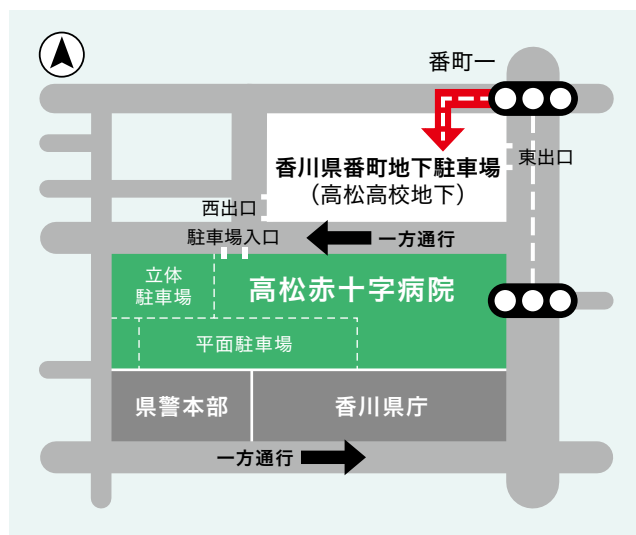 番町一
香川県番町地下駐車場
（高松高校地下）
東出口
西出口
駐車場入口
一方通行
立体
駐車場
高松赤十字病院
平面駐車場
県警本部
香川県庁
一方通行